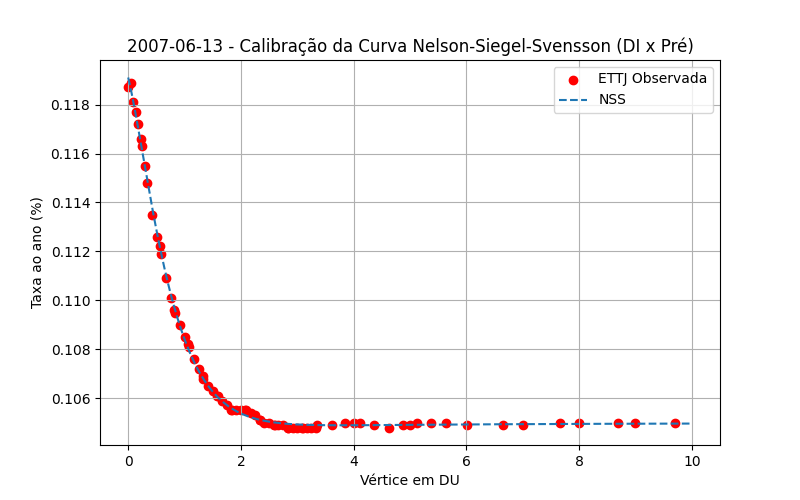 2007-06-13 - Calibração da Curva Nelson-Siegel-Svensson (DI x Pré)
ETTJ Observada
NSS
Taxa ao ano (%)
0.118
0.116
0.114
0.112
0.110
0.108
0.106
0
2
4
6
8
10
Vértice em DU